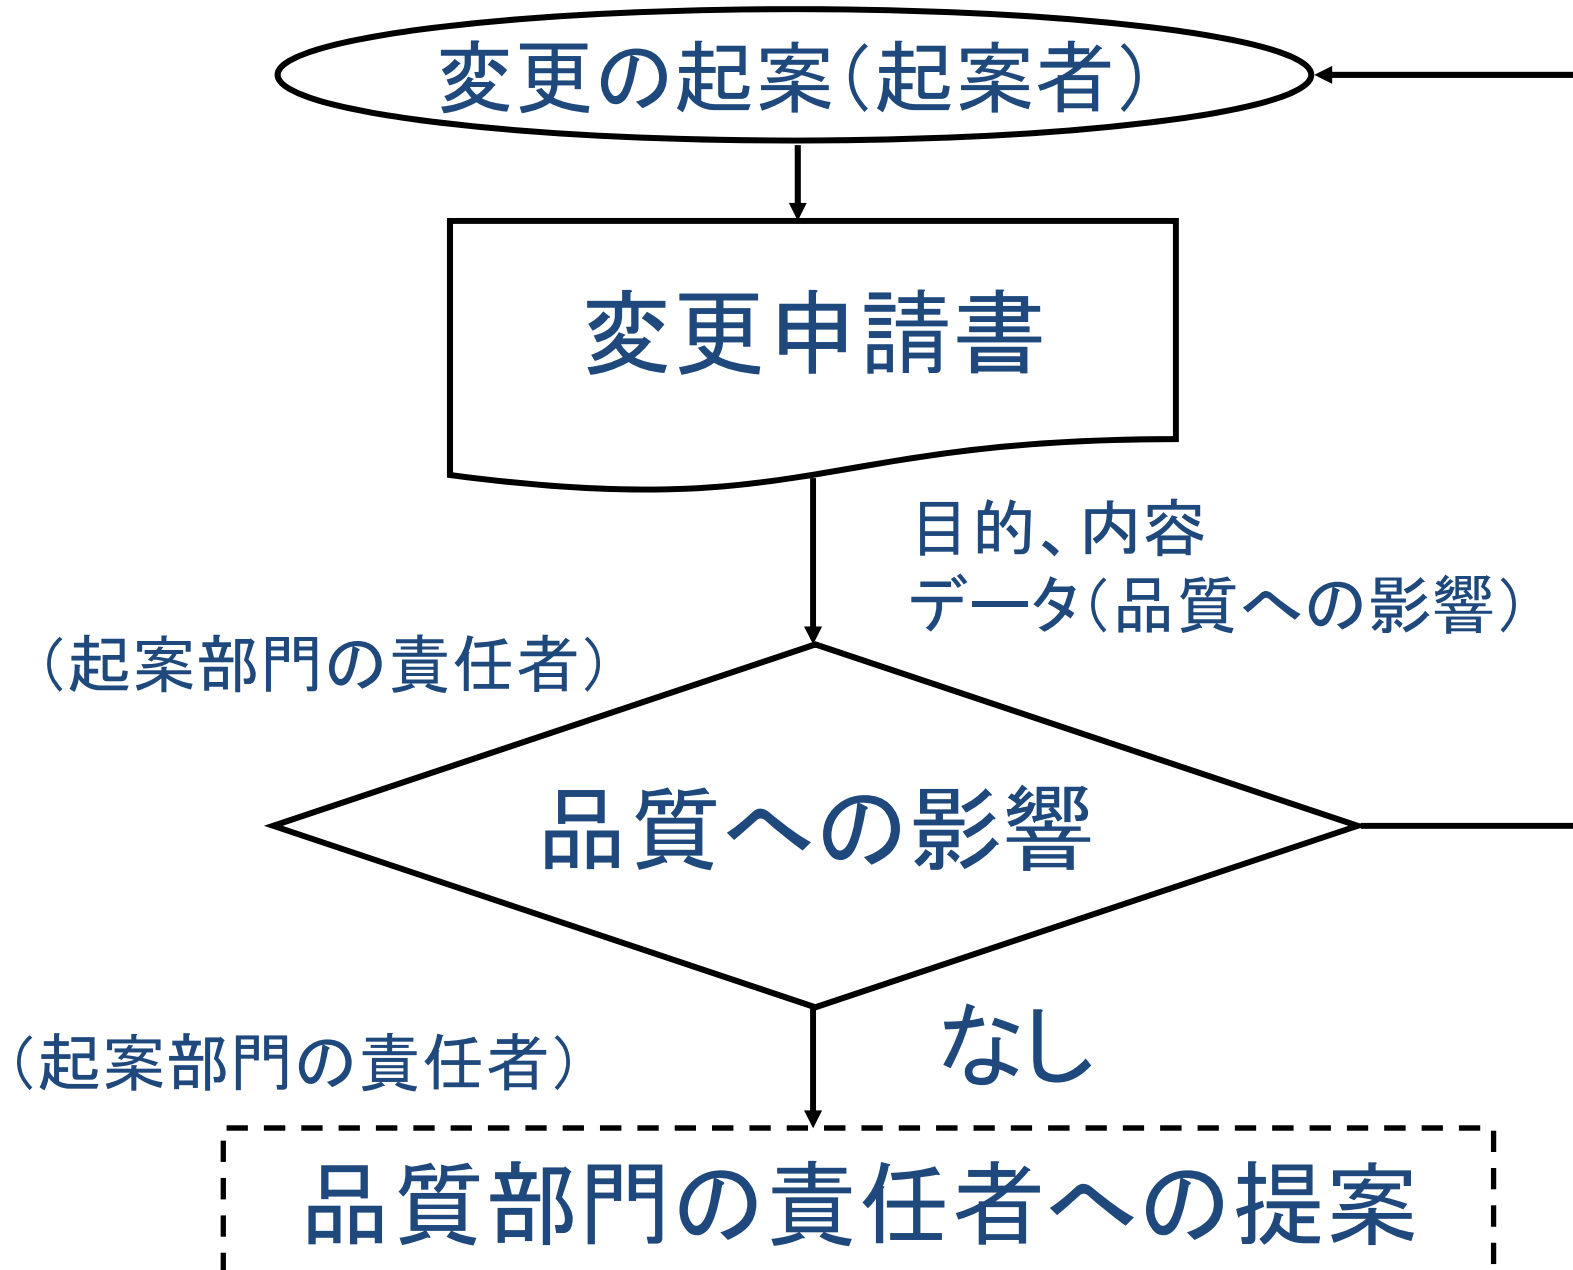 変更の起案（起案者）
変更申請書
目的、内容
データ（品質への影響）
（起案部門の責任者）
品質への影響
なし
（起案部門の責任者）
品質部門の責任者への提案